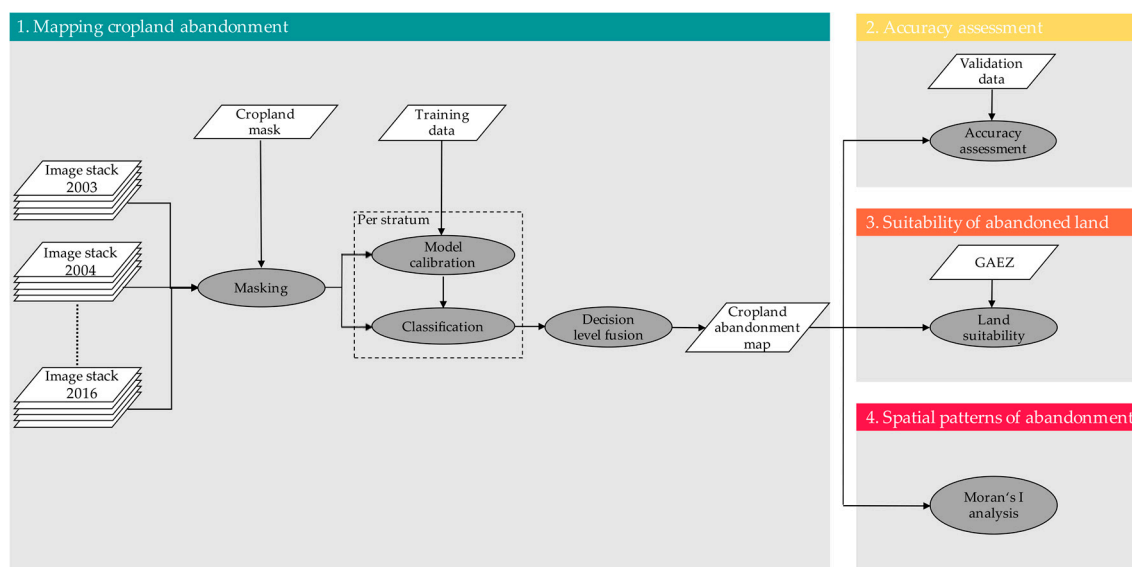 1. Mapping cropland abandonment
Cropland
mask
Training
data
Image stack
2003
Image stack
2004
Image stack
2016
Masking
Per stratum
Model
calibration
Classification
Decision
level fusion
Cropland
abandonment
map
2. Accuracy assessment
Validation
data
Accuracy
assessment
3. Suitability of abandoned land
GAEZ
Land
suitability
4. Spatial patterns of abandonment
Moran‘s I
analysis